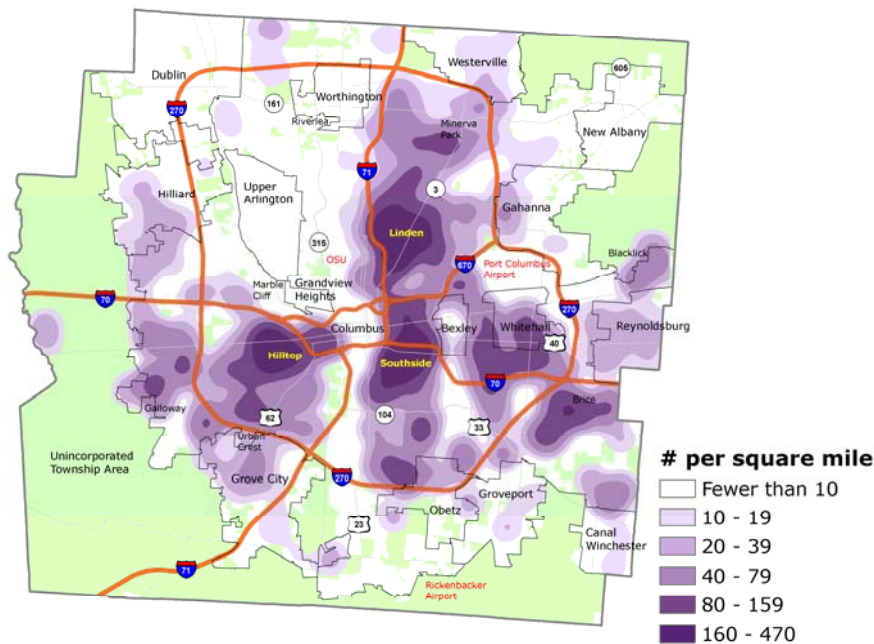 Westerville
605
Dublin
270
161
Worthington
Riverlea
Minerva
Park
New Albany
71
3
Hilliard
Upper
Arlington
Gahanna
Linden
315
OSU
670
Port Columbus
Airport
Blacklick
Marble
Cliff
Grandview
Heights
70
270
Columbus
Bexley
Whitehall
Reynoldsburg
40
Hilltop
Southside
70
Galloway
62
104
33
Brice
Urban
Crest
Unincorporated
Township Area
Grove City
270
Groveport
Obetz
23
Canal
Winchester
71
Rickenbacker
Airport
# per square mile
Fewer than 10
10 - 19
20 - 39
40 - 79
80 - 159
160 - 470